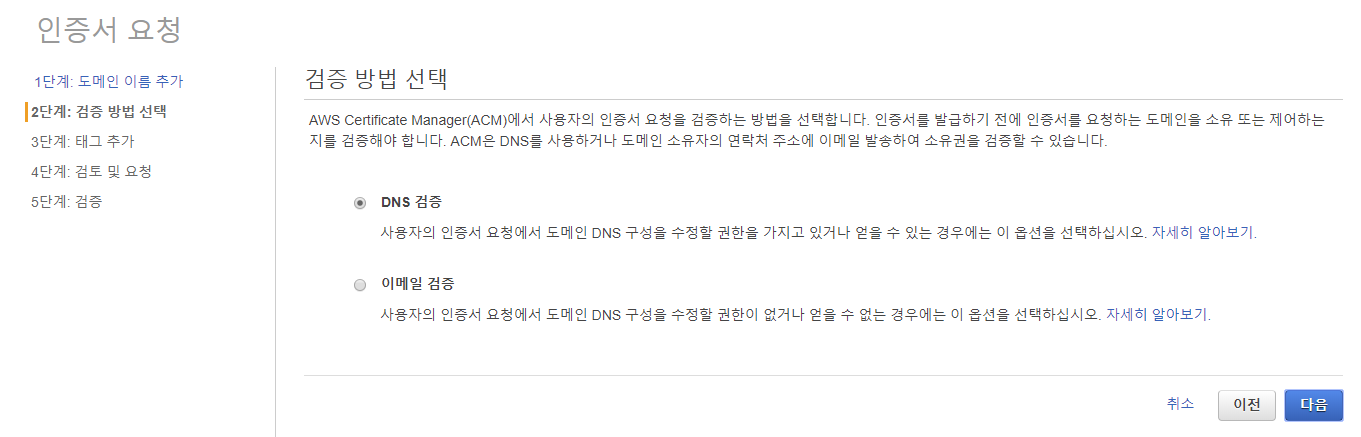 인증서 요청
1단계: 도메인 이름 추가
2단계: 검증 방법 선택
3단계: 태그 추가
4단계: 검토 및 요청
5단계: 검증
검증 방법 선택
AWS Certificate Manager(ACM)에서 사용자의 인증서 요청을 검증하는 방법을 선택합니다. 인증서를 발급하기 전에 인증서를 요청하는 도메인을 소유 또는 제어하는
지를 검증해야 합니다. ACM은 DNS를 사용하거나 도메인 소유자의 연락처 주소에 이메일 발송하여 소유권을 검증할 수 있습니다.
DNS 검증
사용자의 인증서 요청에서 도메인 DNS 구성을 수정할 권한을 가지고 있거나 얻을 수 있는 경우에는 이 옵션을 선택하십시오. 자세히 알아보기.
이메일 검증
사용자의 인증서 요청에서 도메인 DNS 구성을 수정할 권한이 없거나 얻을 수 없는 경우에는 이 옵션을 선택하십시오. 자세히 알아보기.
취소 이전 다음